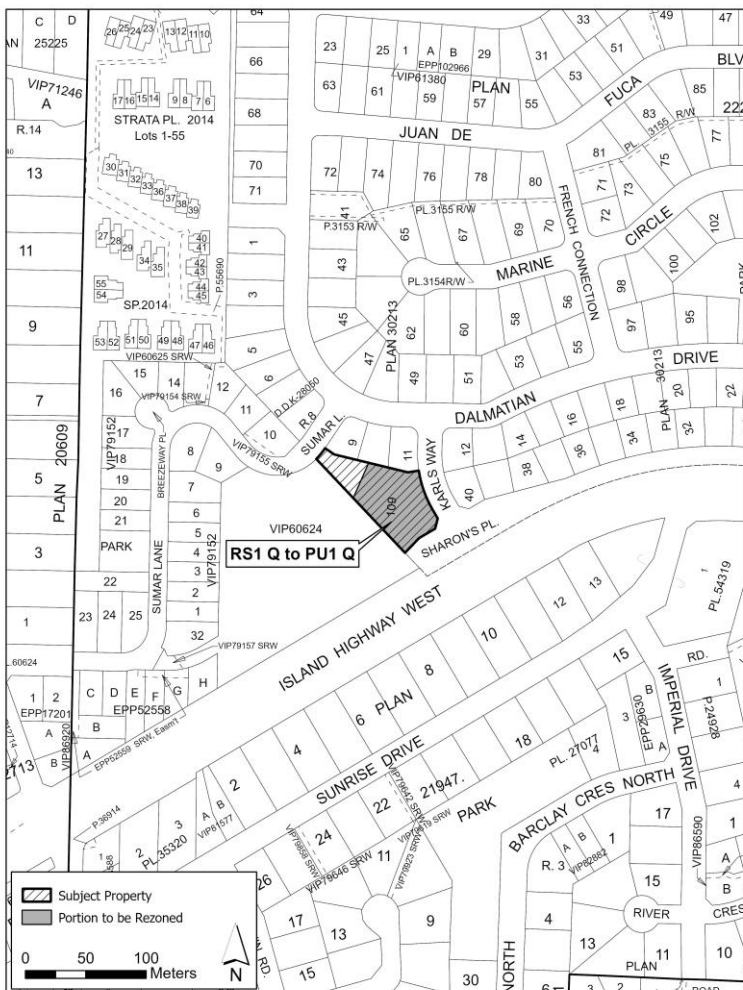 C D
25225
26 25 24 23
13 12 11 10
64
23 25 1 A B 29
EPP102966
VIP61380
PLAN
33
31
51
49
47
BLV
VIP71246
A
66
53
FUCA
85
17 16 15 14 9 8 7 6
63 61 59 57 55
83
222
R.14
STRATA PL. 2014
Lots 1-55
68
JUAN DE
81
PL. 3155 R/W
77
75
13
70
71
72 74 76 78 80
71
73
72
30 31 32 33 36 37 38 39
41
PL.3155 R/W
P.3153 R/W
65 67 69 70
FRENCH CONNECTION
CIRCLE
102
11
27 28 29
34 35
40
41
42
43
44
45
P.55690
1
43
MARINE
100
98
PL.3154R/W
55
54
SP.2014
3
45
PLAN 30213
62 60 58 56
97 95
9
53 52 51 50 49 48 47 46
5
47
49 51 53 55
DRIVE
VIP60625 SRW
15 14 12
6
D.D.K-28050
DALMATIAN
PLAN 30213
20 22
7
16
VIP79154 SRW
11
R.8
16 18
32
17
VIP79152
10
SUMAR L.
9 11
12 14
34
PLAN 20609
18
BREEZEWAY PL.
8
9
VIP79155 SRW
KARLS WAY
36
38
5
19
7
40
20
6
109
21
5
VIP60624
SHARON'S PL.
3
PARK
4
3
VIP79152
RS1 Q to PU1 Q
22
SUMAR LANE
2
1
PL.54319
1
23 24 25
1
13
12
.60624
32
VIP79157 SRW
ISLAND HIGHWAY WEST
10
RD.
1 2
C D E F G H
8
15
EPP17201
EPP52558
PLAN
IMPERIAL DRIVE
1
A
B
6
B
P.24928
B
A
VIP86920
EPP52559 SRW, Easm't
4
3
EPP29630
A
2713
2
SUNRISE DRIVE
18
PL. 27077
4
4
P.36914
A B
VIP81577
22
21947.
PARK
BARCLAY CRES NORTH
17
1
3
24
VIP79642 SRW
VIP86590
2
PL.35320
VIP79646 SRW
11
A B 1
VIP82882
A
1
26
R. 3
15
B
Subject Property
Portion to be Rezoned
17
13
9
4
RIVER CRES
0 50 100
Meters
N
15
30
NORTH
13
11
10
PLAN
3 2